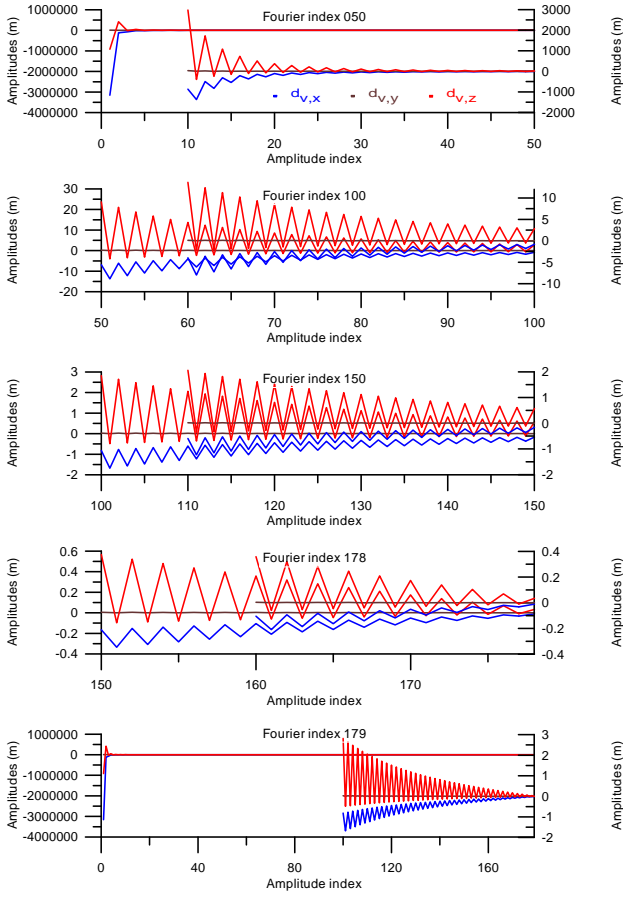 Fourier index 050
Amplitudes (m)
1000000
0
-1000000
-2000000
-3000000
-4000000
3000
2000
1000
0
-1000
-2000
Amplitudes (m)
d v,x
d v,y
d v,z
0 10 20 30 40 50
Amplitude index
Fourier index 100
Amplitudes (m)
30
20
10
0
-10
-20
10
5
0
-5
-10
Amplitudes (m)
50 60 70 80 90 100
Amplitude index
Fourier index 150
Amplitudes (m)
3
2
1
0
-1
-2
2
1
0
-1
-2
Amplitudes (m)
100 110 120 130 140 150
Amplitude index
Fourier index 178
Amplitudes (m)
0.6
0.4
0.2
0
-0.2
-0.4
0.4
0.2
0
-0.2
-0.4
Amplitudes (m)
150 160 170
Amplitude index
Fourier index 179
Amplitudes (m)
1000000
0
-1000000
-2000000
-3000000
-4000000
3
2
1
0
-1
-2
Amplitudes (m)
0 40 80 120 160
Amplitude index